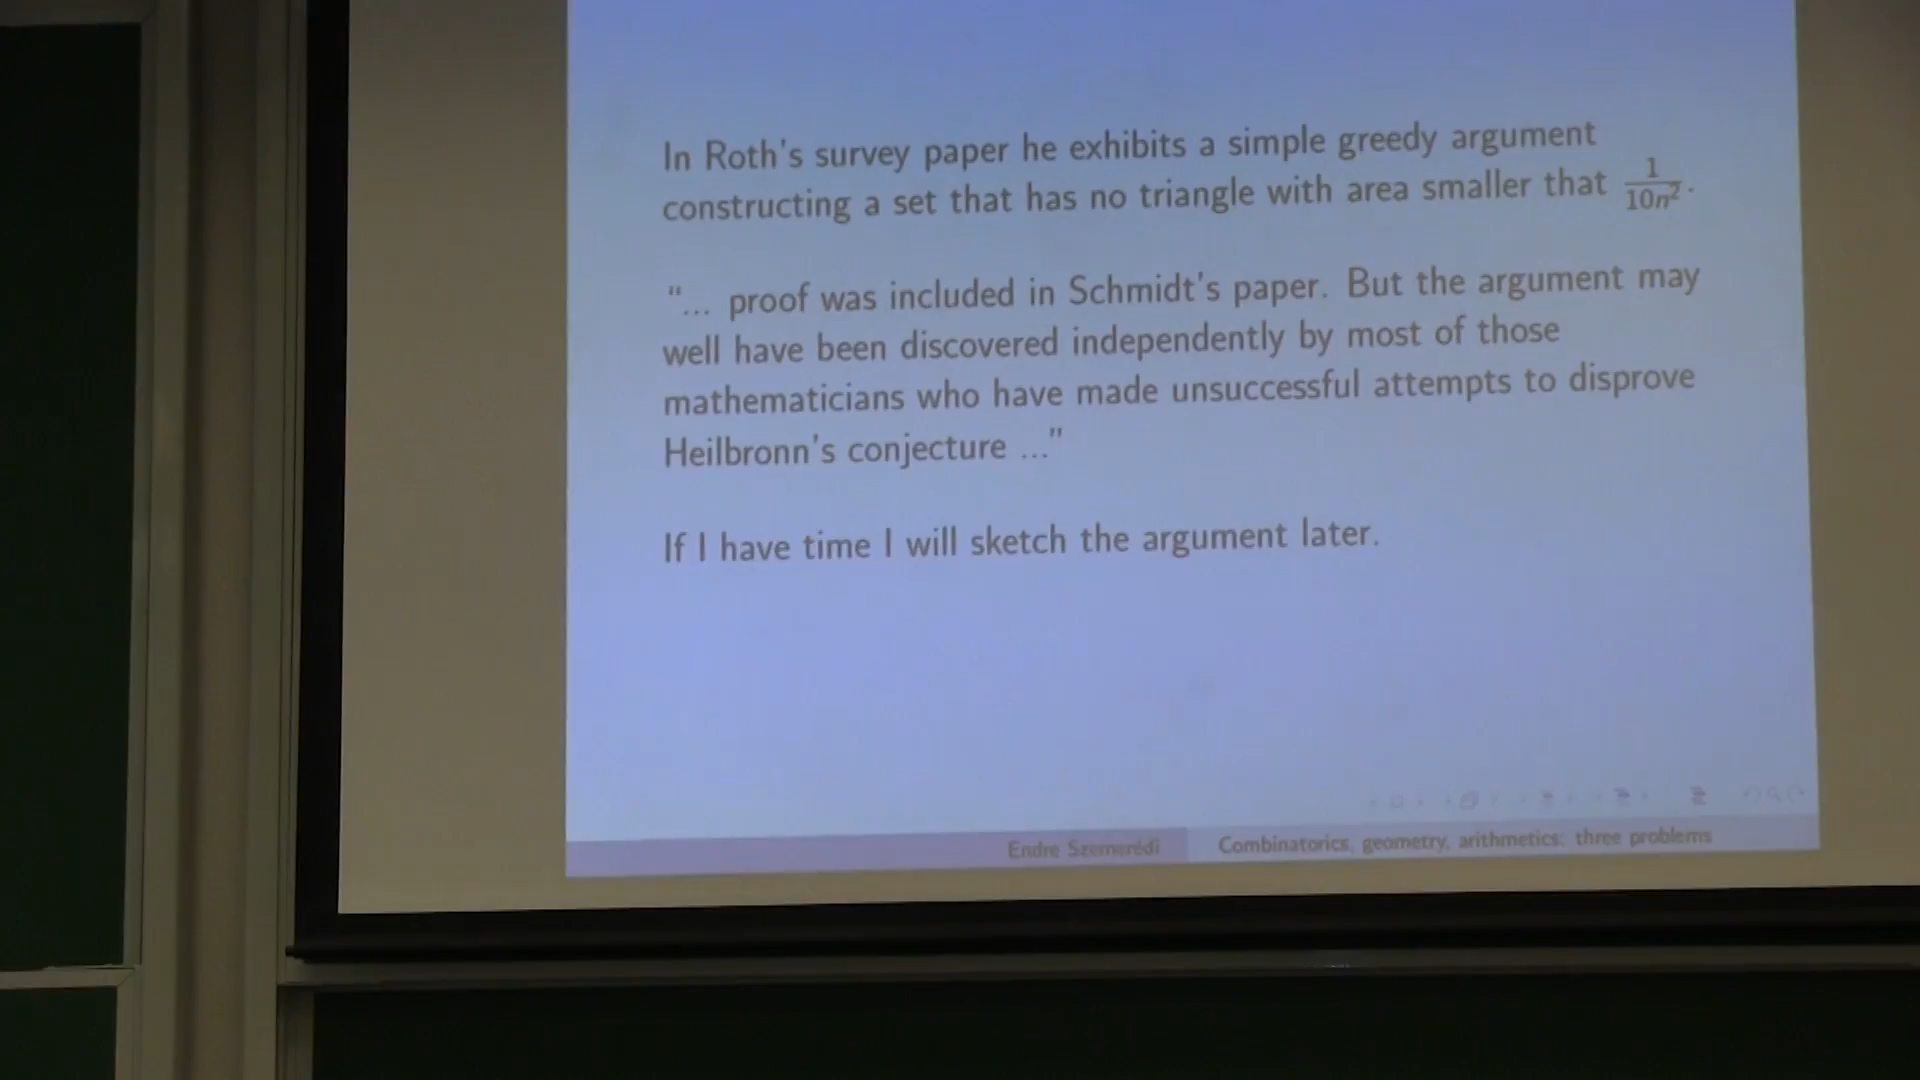 In Roth's survey paper he exhibits a simple greedy argument
constructing a set that has no triangle with area smaller that 1/10n².
“... proof was included in Schmidt's paper. But the argument may
well have been discovered independently by most of those
mathematicians who have made unsuccessful attempts to disprove
Heilbronn's conjecture ...”
If I have time I will sketch the argument later.
Endre Szemerédi
Combinatorics, geometry, arithmetics: three problems